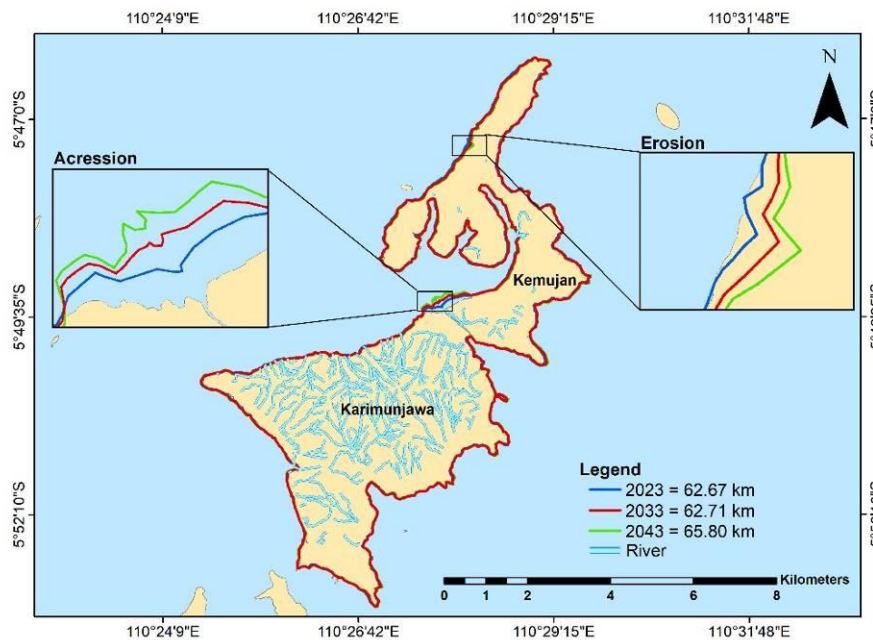 110°24'9"E 110°26'42"E 110°29'15"E 110°31'48"E
N
5°47'0"S
Acression
Erosion
Kemujan
5°49'35"S
Karimunjawa
Legend
2023 = 62.67 km
2033 = 62.71 km
2043 = 65.80 km
River
5°52'10"S
Kilometers
0 1 2 4 6 8
110°24'9"E 110°26'42"E 110°29'15"E 110°31'48"E